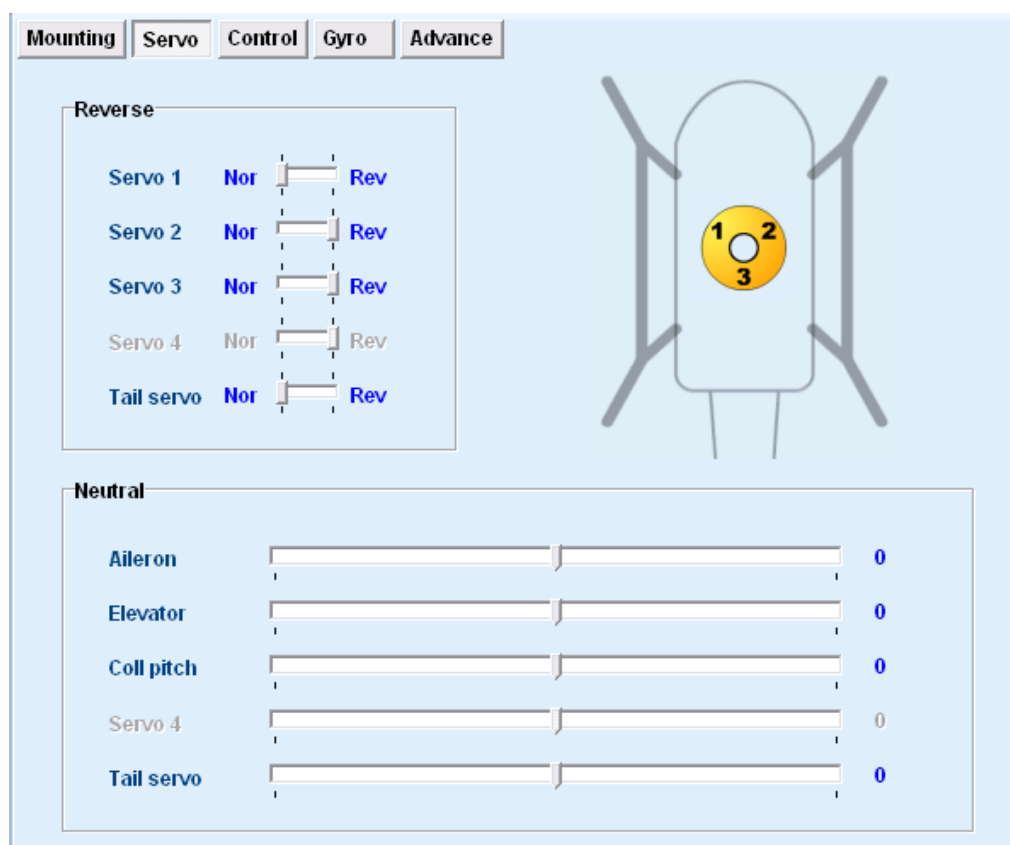 Mounting Servo Control Gyro Advance
Reverse
Servo 1 Nor Rev
Servo 2 Nor Rev
Servo 3 Nor Rev
Servo 4 Nor Rev
Tail servo Nor Rev
1 2
3
Neutral
Aileron 0
Elevator 0
Coll pitch 0
Servo 4 0
Tail servo 0